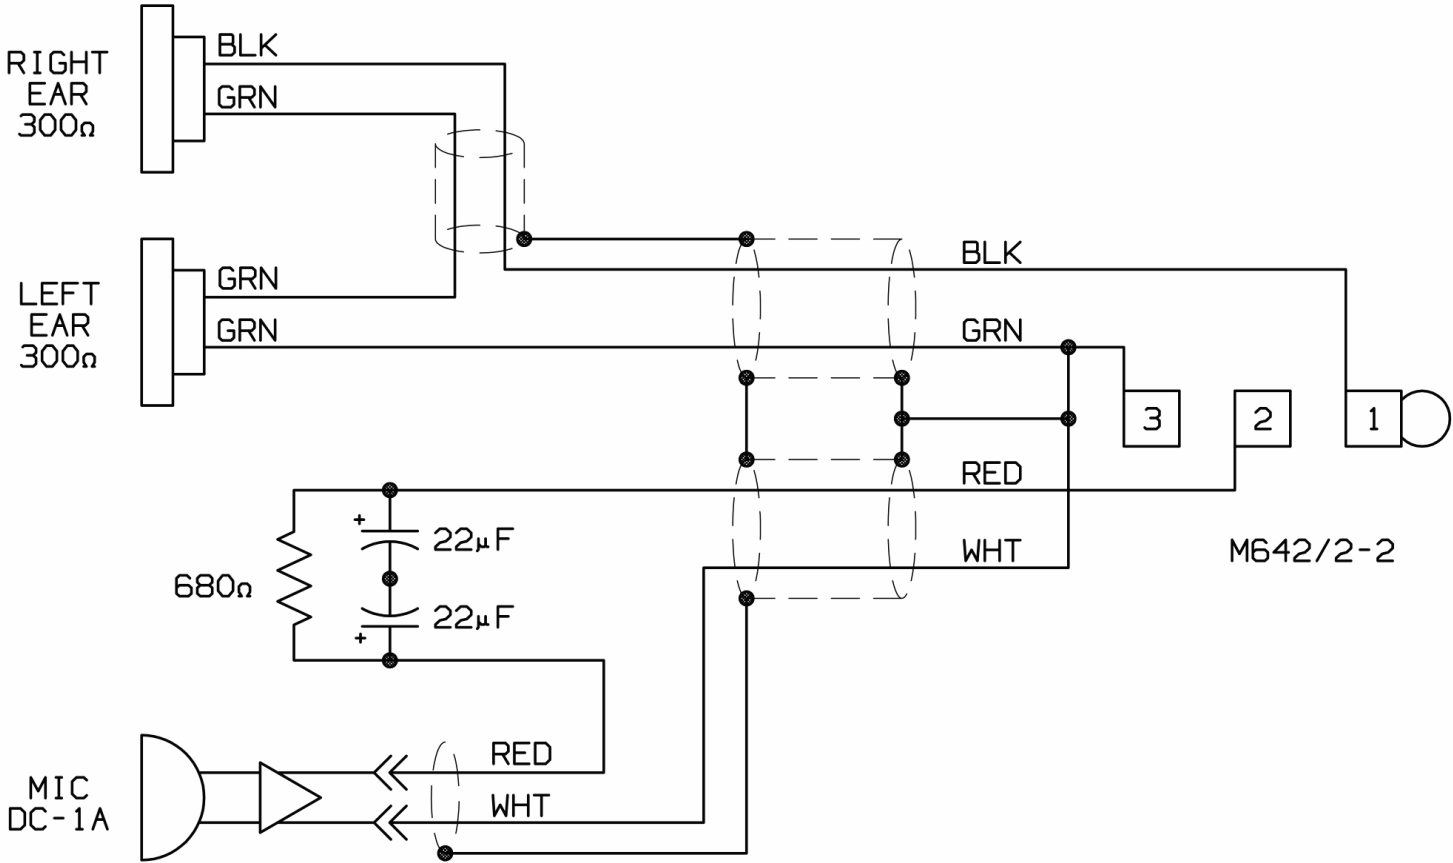 RIGHT
EAR
300Ω
BLK
GRN
LEFT
EAR
300Ω
GRN
GRN
BLK
GRN
3
2
1
RED
WHT
M642/2-2
680Ω
+
22µF
22µF
+
MIC
DC-1A
RED
WHT